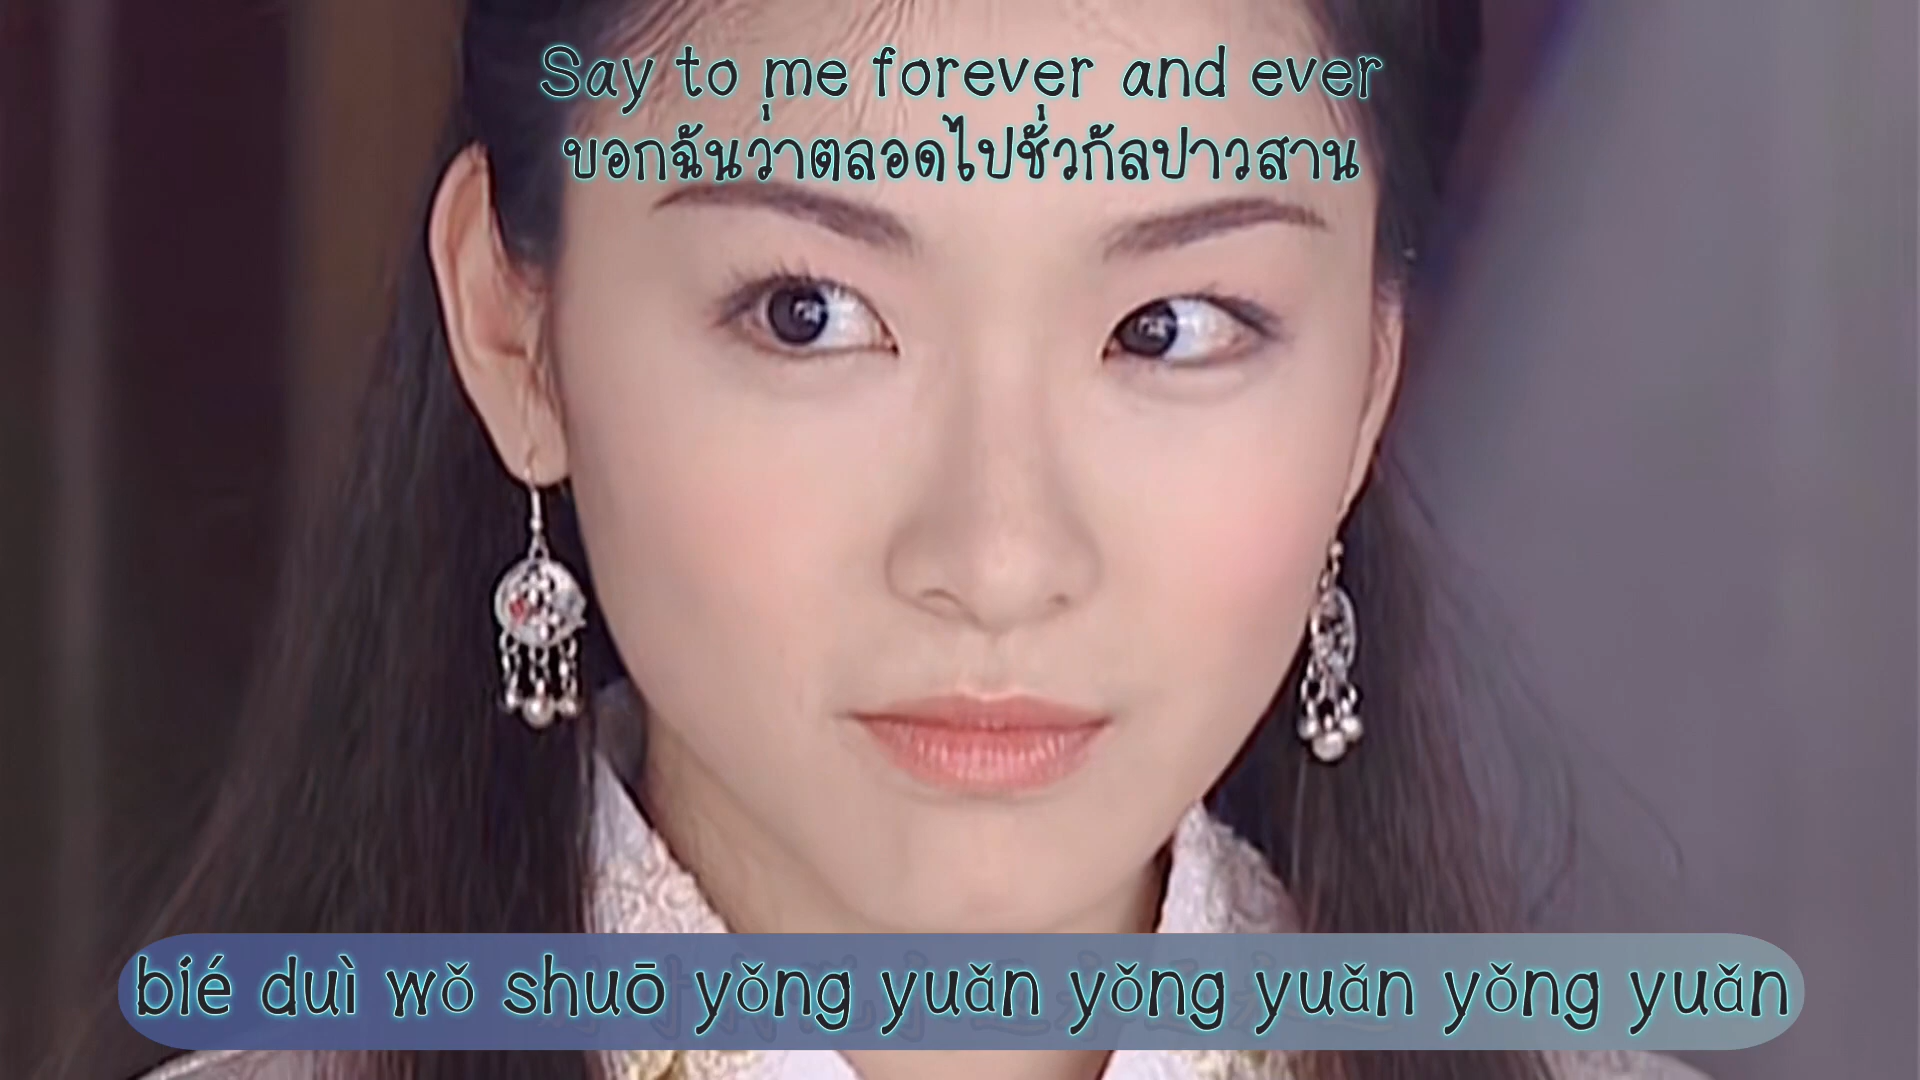 Say to me forever and ever
บอกฉันว่าตลอดไปชั่วกัลปาวสาน
bié duì wǒ shuō yǒng yuǎn yǒng yuǎn yǒng yuǎn